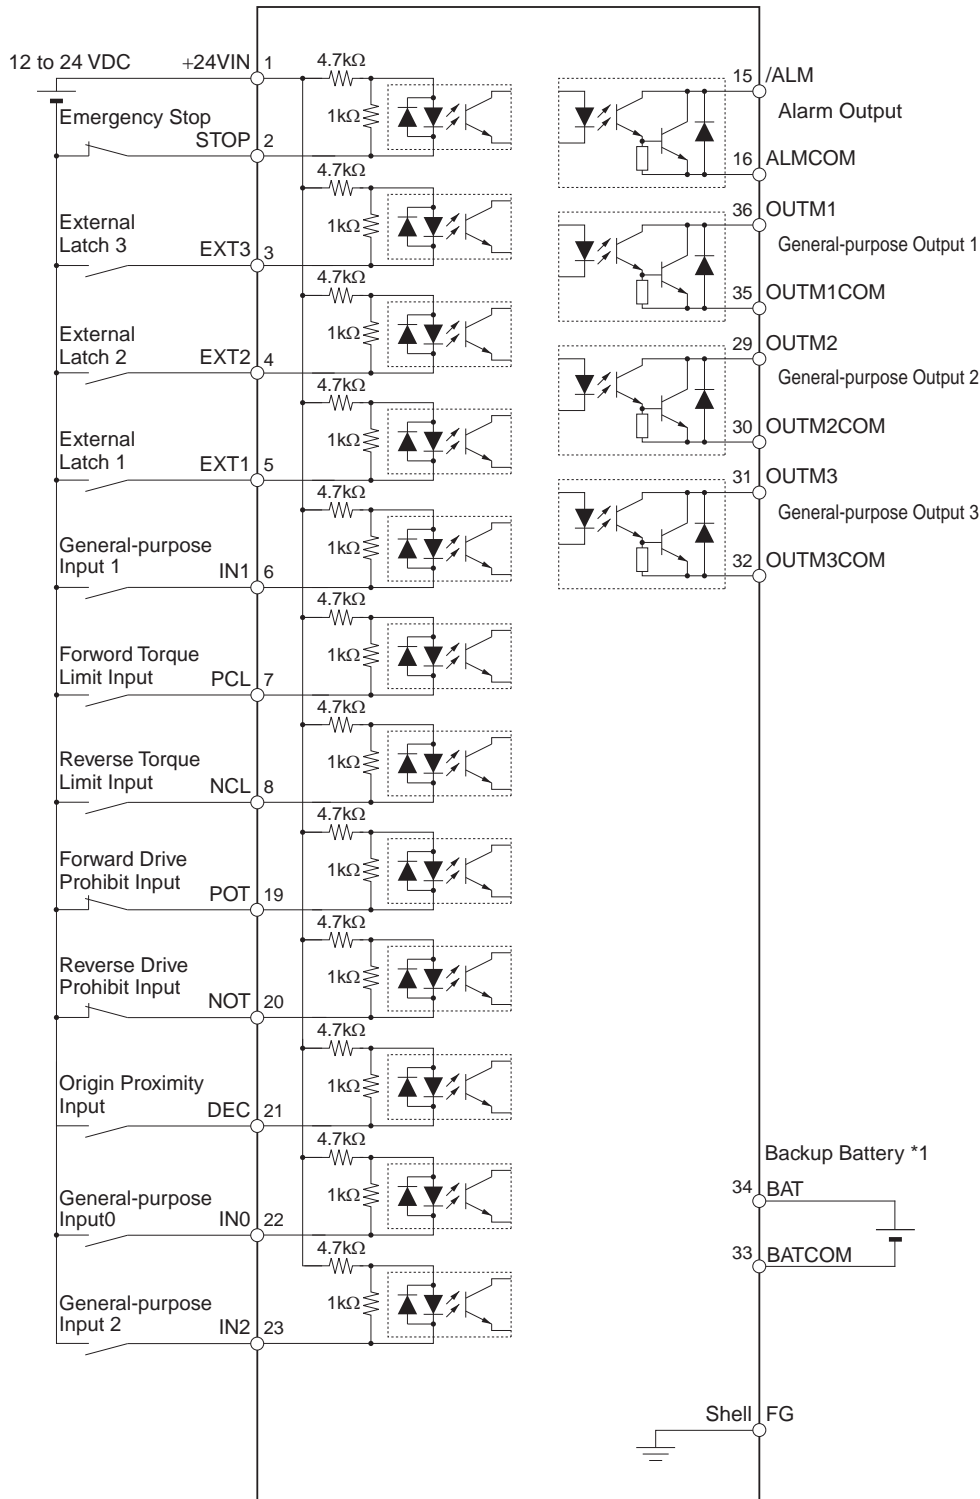 12 to 24 VDC
+24VIN
1
4.7kΩ
1kΩ
Emergency Stop
STOP
2
4.7kΩ
1kΩ
External
Latch 3
EXT3
3
4.7kΩ
1kΩ
External
Latch 2
EXT2
4
4.7kΩ
1kΩ
External
Latch 1
EXT1
5
4.7kΩ
1kΩ
General-purpose
Input 1
IN1
6
4.7kΩ
1kΩ
Forword Torque
Limit Input
PCL
7
4.7kΩ
1kΩ
Reverse Torque
Limit Input
NCL
8
4.7kΩ
1kΩ
Forward Drive
Prohibit Input
POT
19
4.7kΩ
1kΩ
Reverse Drive
Prohibit Input
NOT
20
4.7kΩ
1kΩ
Origin Proximity
Input
DEC
21
4.7kΩ
1kΩ
General-purpose
Input0
IN0
22
4.7kΩ
1kΩ
General-purpose
Input 2
IN2
23
15
/ALM
Alarm Output
16
ALMCOM
36
OUTM1
General-purpose Output 1
35
OUTM1COM
29
OUTM2
General-purpose Output 2
30
OUTM2COM
31
OUTM3
General-purpose Output 3
32
OUTM3COM
Backup Battery *1
34
BAT
33
BATCOM
Shell
FG